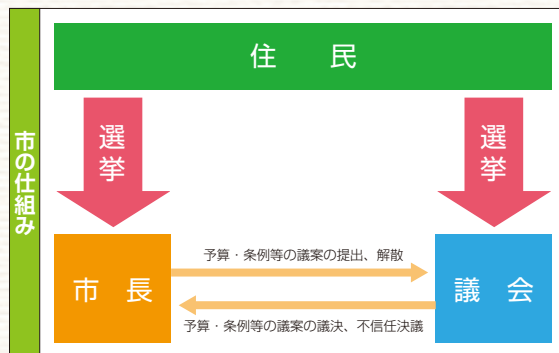 市の仕組み
住　民
選挙
選挙
市　長
予算・条例等の議案の提出、解散
議　会
予算・条例等の議案の議決、不信任決議